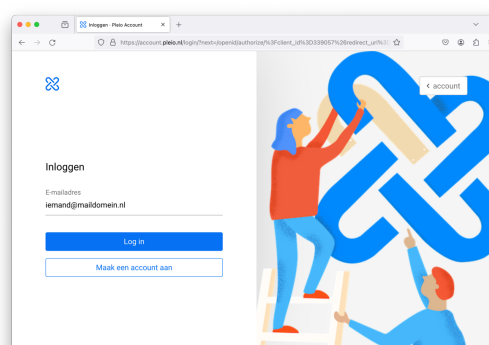 Inloggen - Pleio Account
https://account.pleio.nl/login/?next=/openid/authorize/%3Fclient_id%3D339057%26redirect_uri%3D
account
Inloggen
E-mailadres
iemand@maildomein.nl
Log in
Maak een account aan